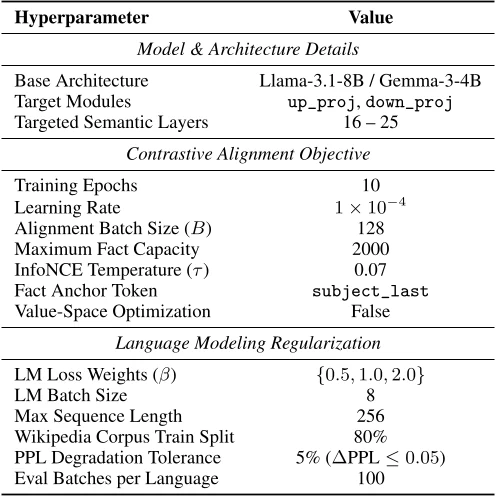 Hyperparameter Value
Model & Architecture Details
Base Architecture Llama-3.1-8B / Gemma-3-4B
Target Modules up_proj, down_proj
Targeted Semantic Layers 16 – 25
Contrastive Alignment Objective
Training Epochs 10
Learning Rate 1 × 10⁻⁴
Alignment Batch Size (B) 128
Maximum Fact Capacity 2000
InfoNCE Temperature (τ) 0.07
Fact Anchor Token subject_last
Value-Space Optimization False
Language Modeling Regularization
LM Loss Weights (β) {0.5, 1.0, 2.0}
LM Batch Size 8
Max Sequence Length 256
Wikipedia Corpus Train Split 80%
PPL Degradation Tolerance 5% (ΔPPL ≤ 0.05)
Eval Batches per Language 100